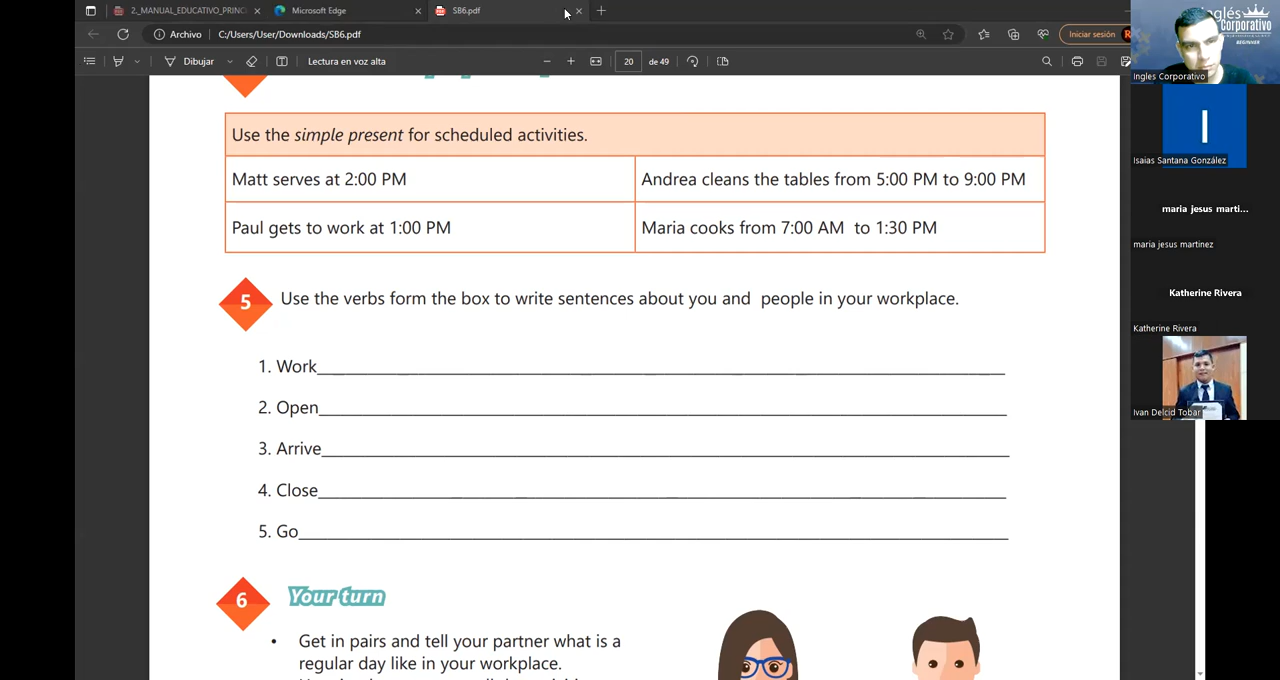 2._MANUAL_EDUCATIVO_PRINC
Microsoft Edge
SB6.pdf
Archivo
C:/Users/User/Downloads/SB6.pdf
Iniciar sesión
Dibujar
Lectura en voz alta
20
de 49
Use the simple present for scheduled activities.
Matt serves at 2:00 PM
Andrea cleans the tables from 5:00 PM to 9:00 PM
Paul gets to work at 1:00 PM
Maria cooks from 7:00 AM to 1:30 PM
5
Use the verbs form the box to write sentences about you and people in your workplace.
1. Work
2. Open
3. Arrive
4. Close
5. Go
6
Your turn
• Get in pairs and tell your partner what is a
regular day like in your workplace.
Inglés
Corporativo
BEGINNER
Ingles Corporativo
I
Isaias Santana González
maria jesus marti...
maria jesus martinez
Katherine Rivera
Katherine Rivera
Ivan Delcid Tobar